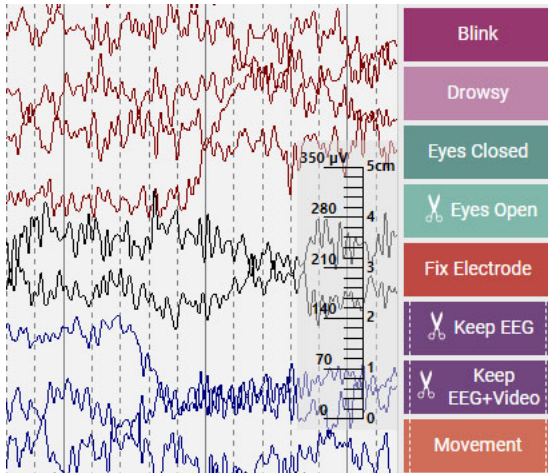 Blink
Drowsy
Eyes Closed
Eyes Open
Fix Electrode
Keep EEG
Keep
EEG+Video
Movement
350 µV 5cm
280 4
210 3
140 2
70 1
0 0